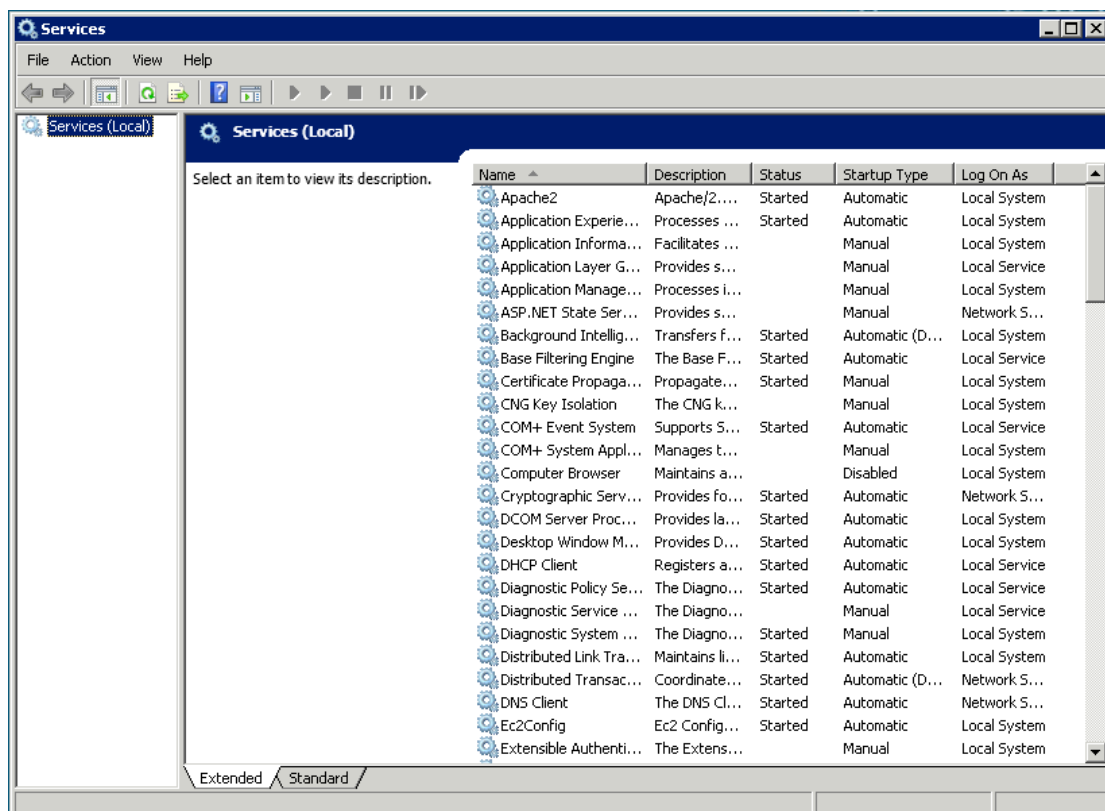 Services
File Action View Help
Services (Local)
Services (Local)
Select an item to view its description.
Name Description Status Startup Type Log On As
Apache2 Apache/2.... Started Automatic Local System
Application Experie... Processes ... Started Automatic Local System
Application Informa... Facilitates ... Manual Local System
Application Layer G... Provides s... Manual Local Service
Application Manage... Processes i... Manual Local System
ASP.NET State Ser... Provides s... Manual Network S...
Background Intellig... Transfers f... Started Automatic (D... Local System
Base Filtering Engine The Base F... Started Automatic Local Service
Certificate Propaga... Propagate... Started Manual Local System
CNG Key Isolation The CNG k... Manual Local System
COM+ Event System Supports S... Started Automatic Local Service
COM+ System Appl... Manages t... Manual Local System
Computer Browser Maintains a... Disabled Local System
Cryptographic Serv... Provides fo... Started Automatic Network S...
DCOM Server Proc... Provides la... Started Automatic Local System
Desktop Window M... Provides D... Started Automatic Local System
DHCP Client Registers a... Started Automatic Local Service
Diagnostic Policy Se... The Diagno... Started Automatic Local Service
Diagnostic Service ... The Diagno... Manual Local Service
Diagnostic System ... The Diagno... Started Manual Local System
Distributed Link Tra... Maintains li... Started Automatic Local System
Distributed Transac... Coordinate... Started Automatic (D... Network S...
DNS Client The DNS Cl... Started Automatic Network S...
Ec2Config Ec2 Config... Started Automatic Local System
Extensible Authenti... The Extens... Manual Local System
Extended Standard